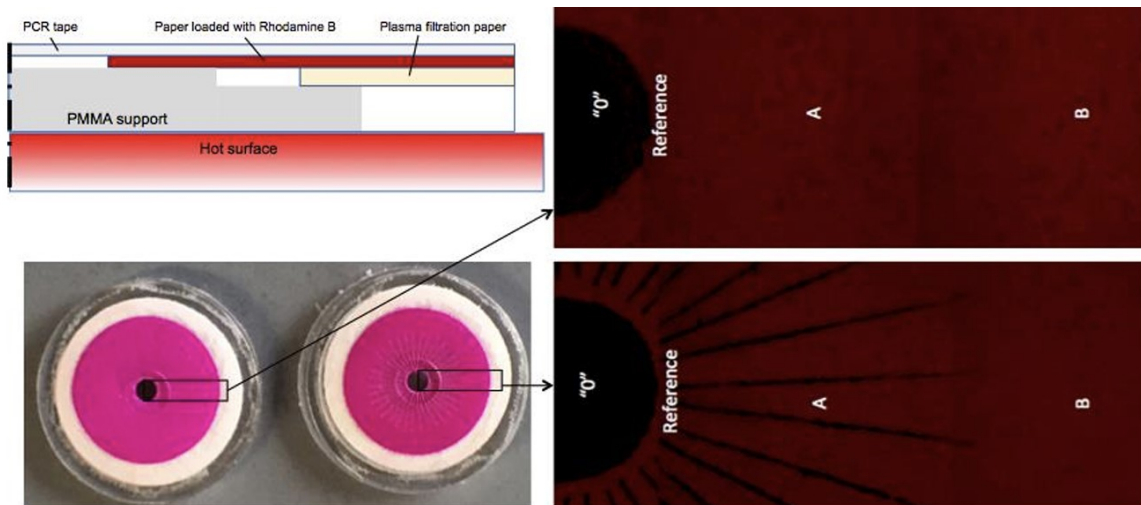 PCR tape
Paper loaded with Rhodamine B
Plasma filtration paper
PMMA support
Hot surface
"0"
Reference
A
B
"0"
Reference
A
B